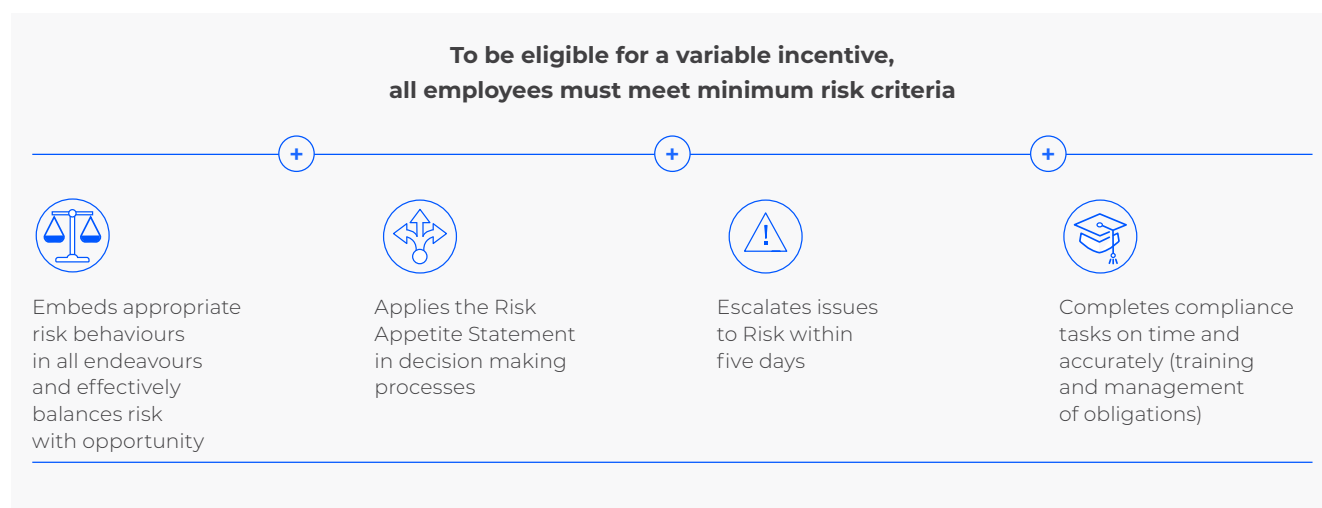 To be eligible for a variable incentive,
all employees must meet minimum risk criteria
+
+
+
!
Embeds appropriate
risk behaviours
in all endeavours
and effectively
balances risk
with opportunity
Applies the Risk
Appetite Statement
in decision making
processes
Escalates issues
to Risk within
five days
Completes compliance
tasks on time and
accurately (training
and management
of obligations)